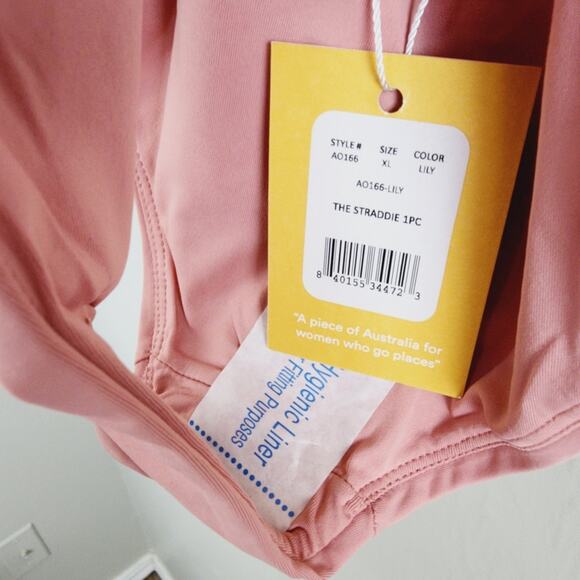 STYLE # SIZE COLOR
AO166 XL LILY
AO166-LILY
THE STRADDIE 1PC
8 40155 34472 3
"A piece of Australia for
women who go places"
Hygienic Liner
Fitting Purposes